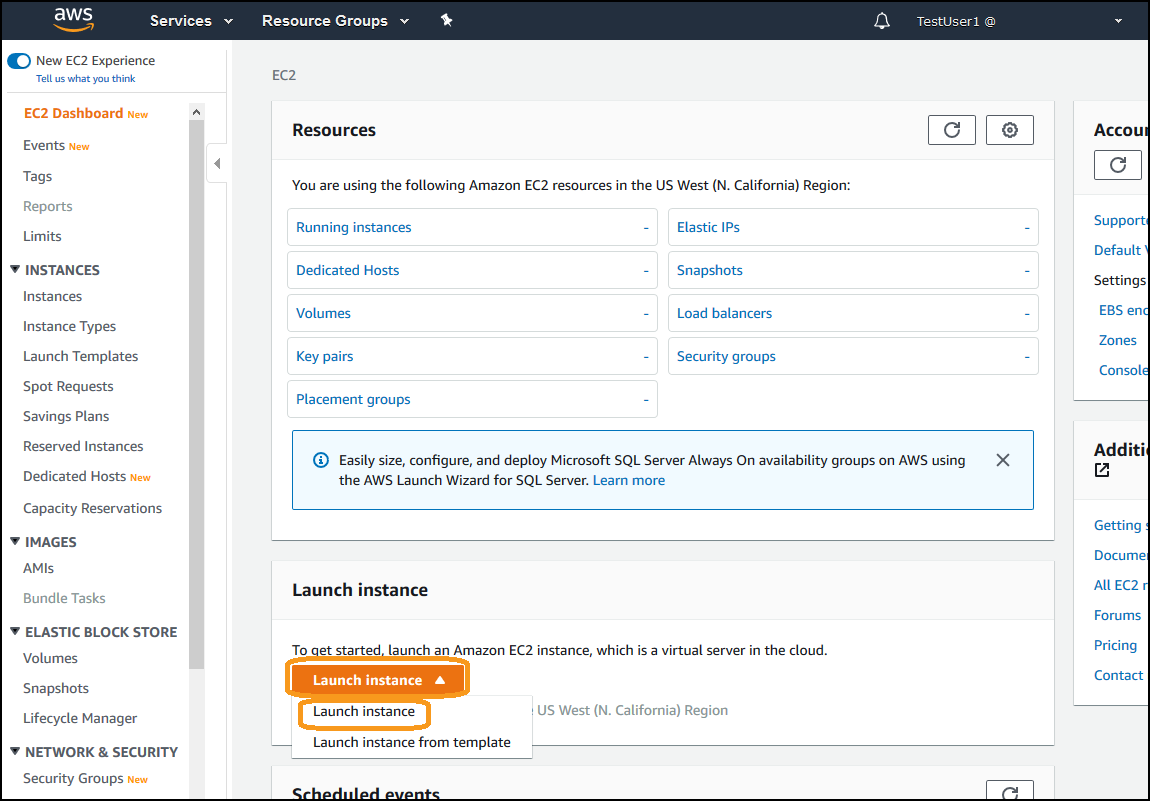 aws Services Resource Groups TestUser1 @
New EC2 Experience
Tell us what you think
EC2 Dashboard New
Events New
Tags
Reports
Limits
INSTANCES
Instances
Instance Types
Launch Templates
Spot Requests
Savings Plans
Reserved Instances
Dedicated Hosts New
Capacity Reservations
IMAGES
AMIs
Bundle Tasks
ELASTIC BLOCK STORE
Volumes
Snapshots
Lifecycle Manager
NETWORK & SECURITY
Security Groups New
EC2
Resources
You are using the following Amazon EC2 resources in the US West (N. California) Region:
Running instances -
Elastic IPs -
Dedicated Hosts -
Snapshots -
Volumes -
Load balancers -
Key pairs -
Security groups -
Placement groups -
Easily size, configure, and deploy Microsoft SQL Server Always On availability groups on AWS using
the AWS Launch Wizard for SQL Server. Learn more
Launch instance
To get started, launch an Amazon EC2 instance, which is a virtual server in the cloud.
Launch instance
Launch instance
US West (N. California) Region
Launch instance from template
Scheduled events
Accou
Supporte
Default
Settings
EBS enc
Zones
Console
Additi
Getting
Docume
All EC2
Forums
Pricing
Contact